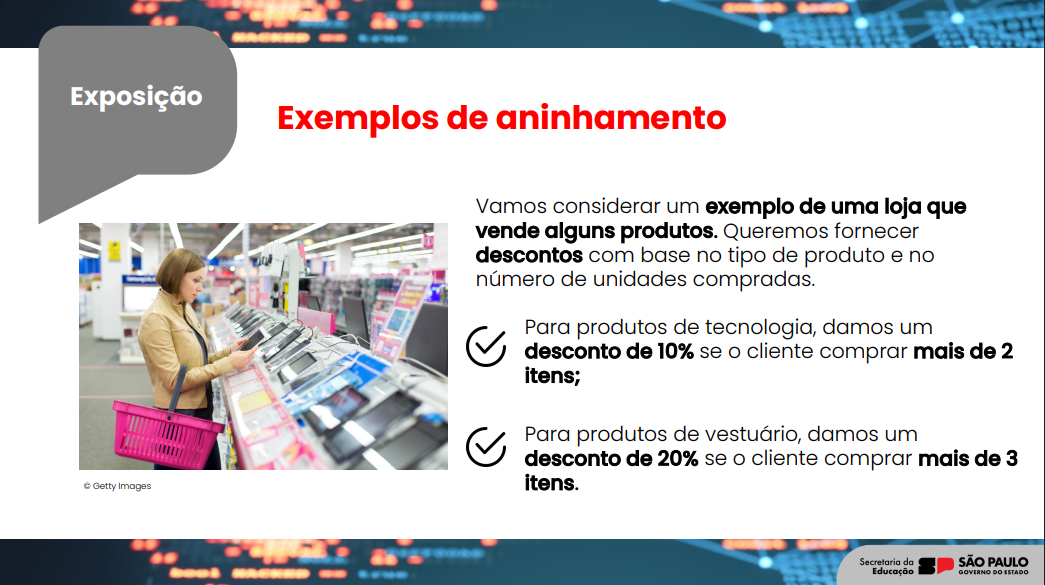 Exposição
Exemplos de aninhamento
Vamos considerar um exemplo de uma loja que
vende alguns produtos. Queremos fornecer
descontos com base no tipo de produto e no
número de unidades compradas.
Para produtos de tecnologia, damos um
desconto de 10% se o cliente comprar mais de 2
itens;
Para produtos de vestuário, damos um
desconto de 20% se o cliente comprar mais de 3
itens.
© Getty Images
Secretaria da
Educação
SÃO PAULO
GOVERNO DO ESTADO